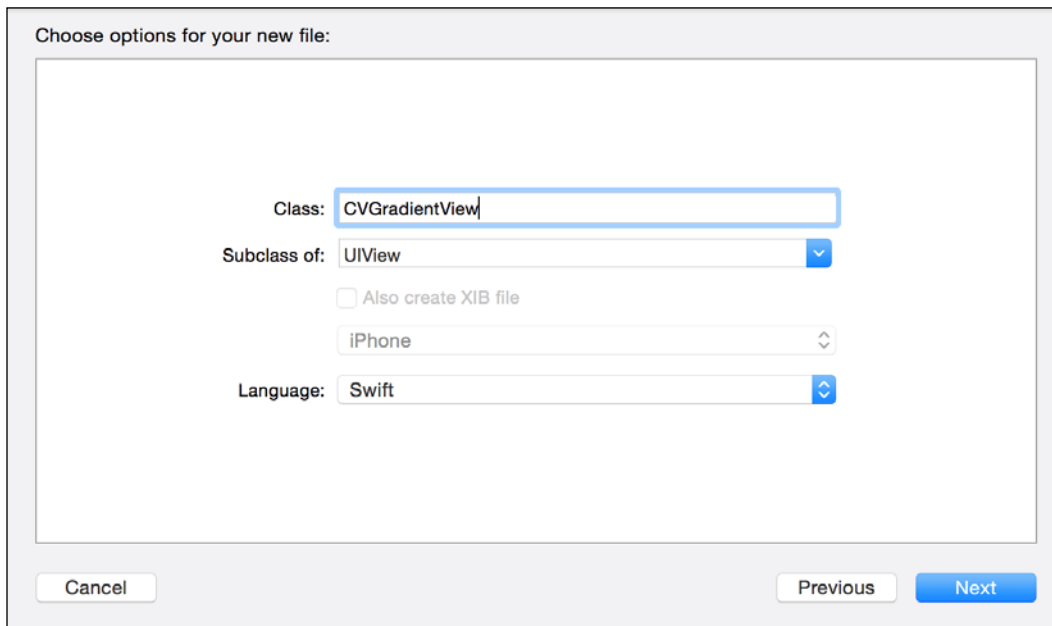 Choose options for your new file:
Class: CVGradientView
Subclass of: UIView
Also create XIB file
iPhone
Language: Swift
Cancel Previous Next